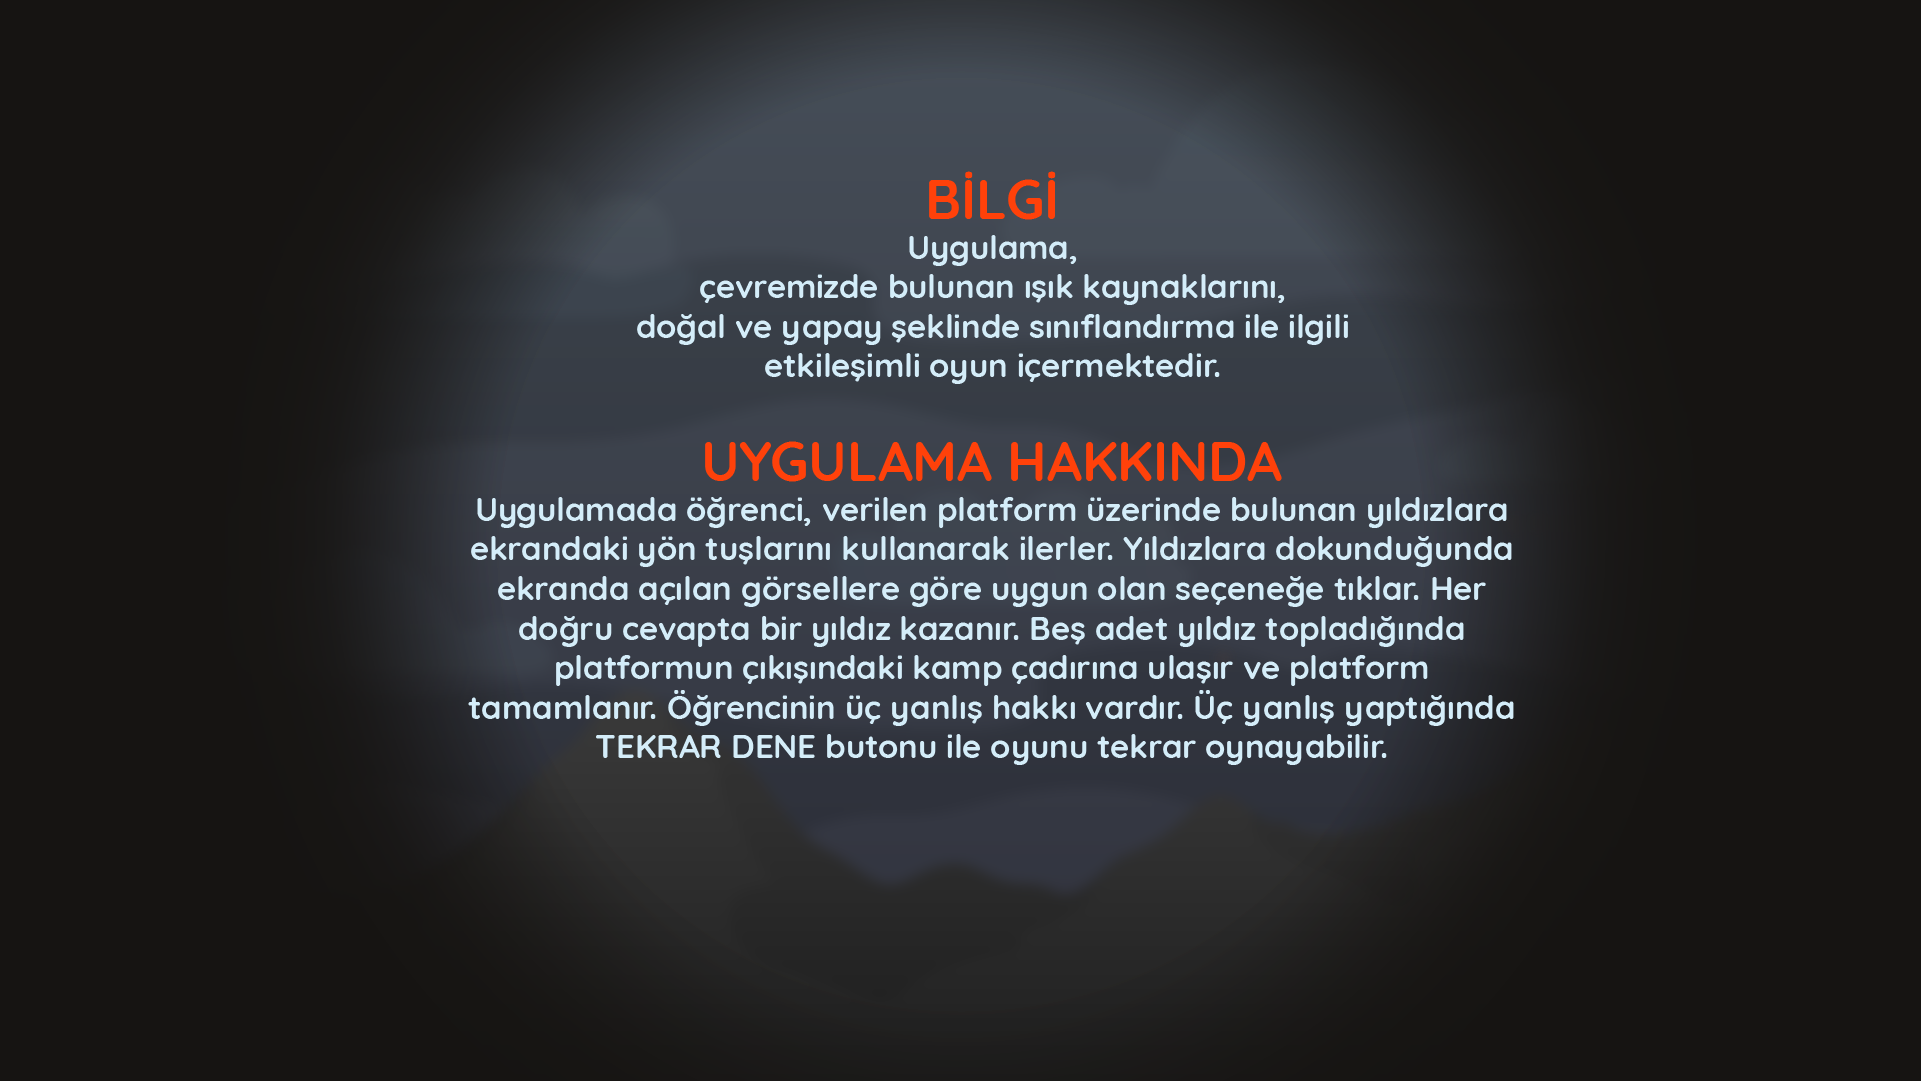 BİLGİ
Uygulama,
çevremizde bulunan ışık kaynaklarını,
doğal ve yapay şeklinde sınıflandırma ile ilgili
etkileşimli oyun içermektedir.
UYGULAMA HAKKINDA
Uygulamada öğrenci, verilen platform üzerinde bulunan yıldızlara
ekrandaki yön tuşlarını kullanarak ilerler. Yıldızlara dokunduğunda
ekranda açılan görsellere göre uygun olan seçeneğe tıklar. Her
doğru cevapta bir yıldız kazanır. Beş adet yıldız topladığında
platformun çıkışındaki kamp çadırına ulaşır ve platform
tamamlanır. Öğrencinin üç yanlış hakkı vardır. Üç yanlış yaptığında
TEKRAR DENE butonu ile oyunu tekrar oynayabilir.